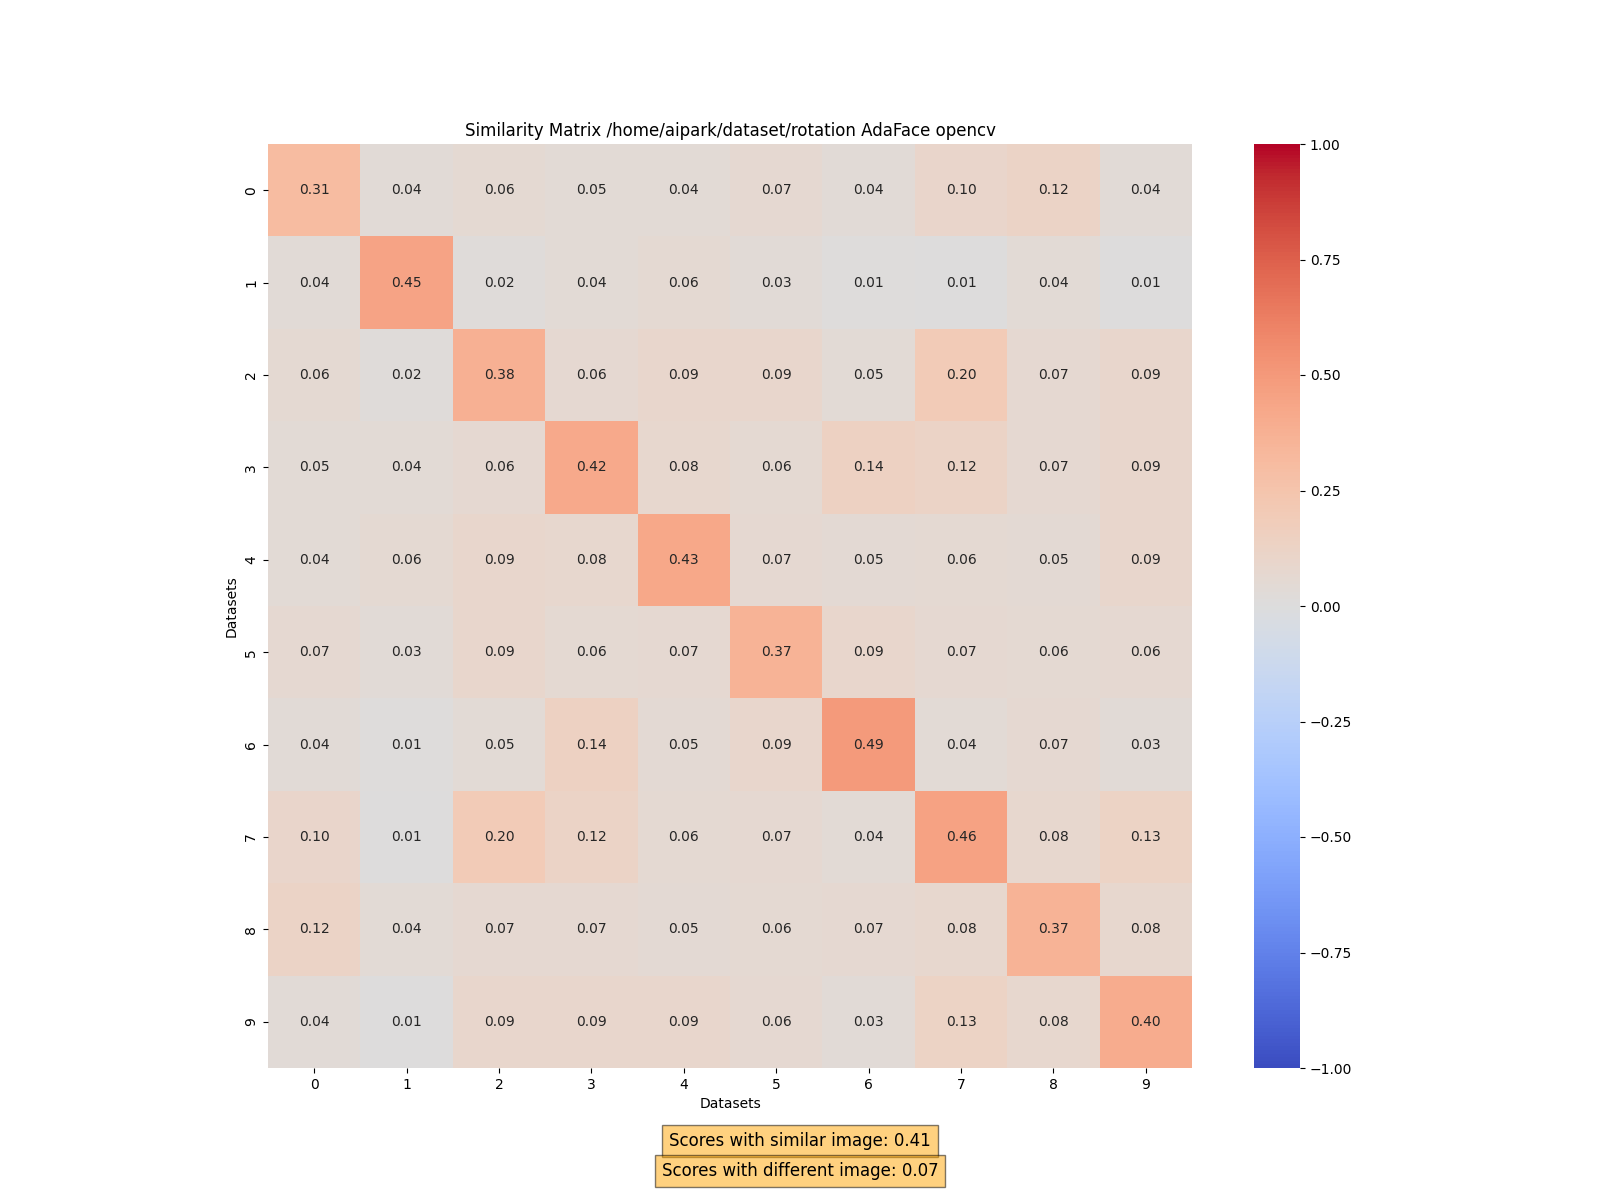 Similarity Matrix /home/aipark/dataset/rotation AdaFace opencv
0 0.31 0.04 0.06 0.05 0.04 0.07 0.04 0.10 0.12 0.04
1 0.04 0.45 0.02 0.04 0.06 0.03 0.01 0.01 0.04 0.01
2 0.06 0.02 0.38 0.06 0.09 0.09 0.05 0.20 0.07 0.09
3 0.05 0.04 0.06 0.42 0.08 0.06 0.14 0.12 0.07 0.09
4 0.04 0.06 0.09 0.08 0.43 0.07 0.05 0.06 0.05 0.09
5 0.07 0.03 0.09 0.06 0.07 0.37 0.09 0.07 0.06 0.06
6 0.04 0.01 0.05 0.14 0.05 0.09 0.49 0.04 0.07 0.03
7 0.10 0.01 0.20 0.12 0.06 0.07 0.04 0.46 0.08 0.13
8 0.12 0.04 0.07 0.07 0.05 0.06 0.07 0.08 0.37 0.08
9 0.04 0.01 0.09 0.09 0.09 0.06 0.03 0.13 0.08 0.40
0 1 2 3 4 5 6 7 8 9
Datasets
Datasets
1.00
0.75
0.50
0.25
0.00
−0.25
−0.50
−0.75
−1.00
Scores with similar image: 0.41
Scores with different image: 0.07